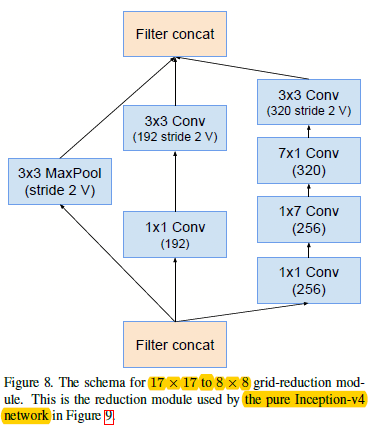 Filter concat
3x3 Conv
(320 stride 2 V)
3x3 Conv
(192 stride 2 V)
7x1 Conv
(320)
3x3 MaxPool
(stride 2 V)
1x7 Conv
(256)
1x1 Conv
(192)
1x1 Conv
(256)
Filter concat
Figure 8. The schema for 17 × 17 to 8 × 8 grid-reduction mod-
ule. This is the reduction module used by the pure Inception-v4
network in Figure 9.